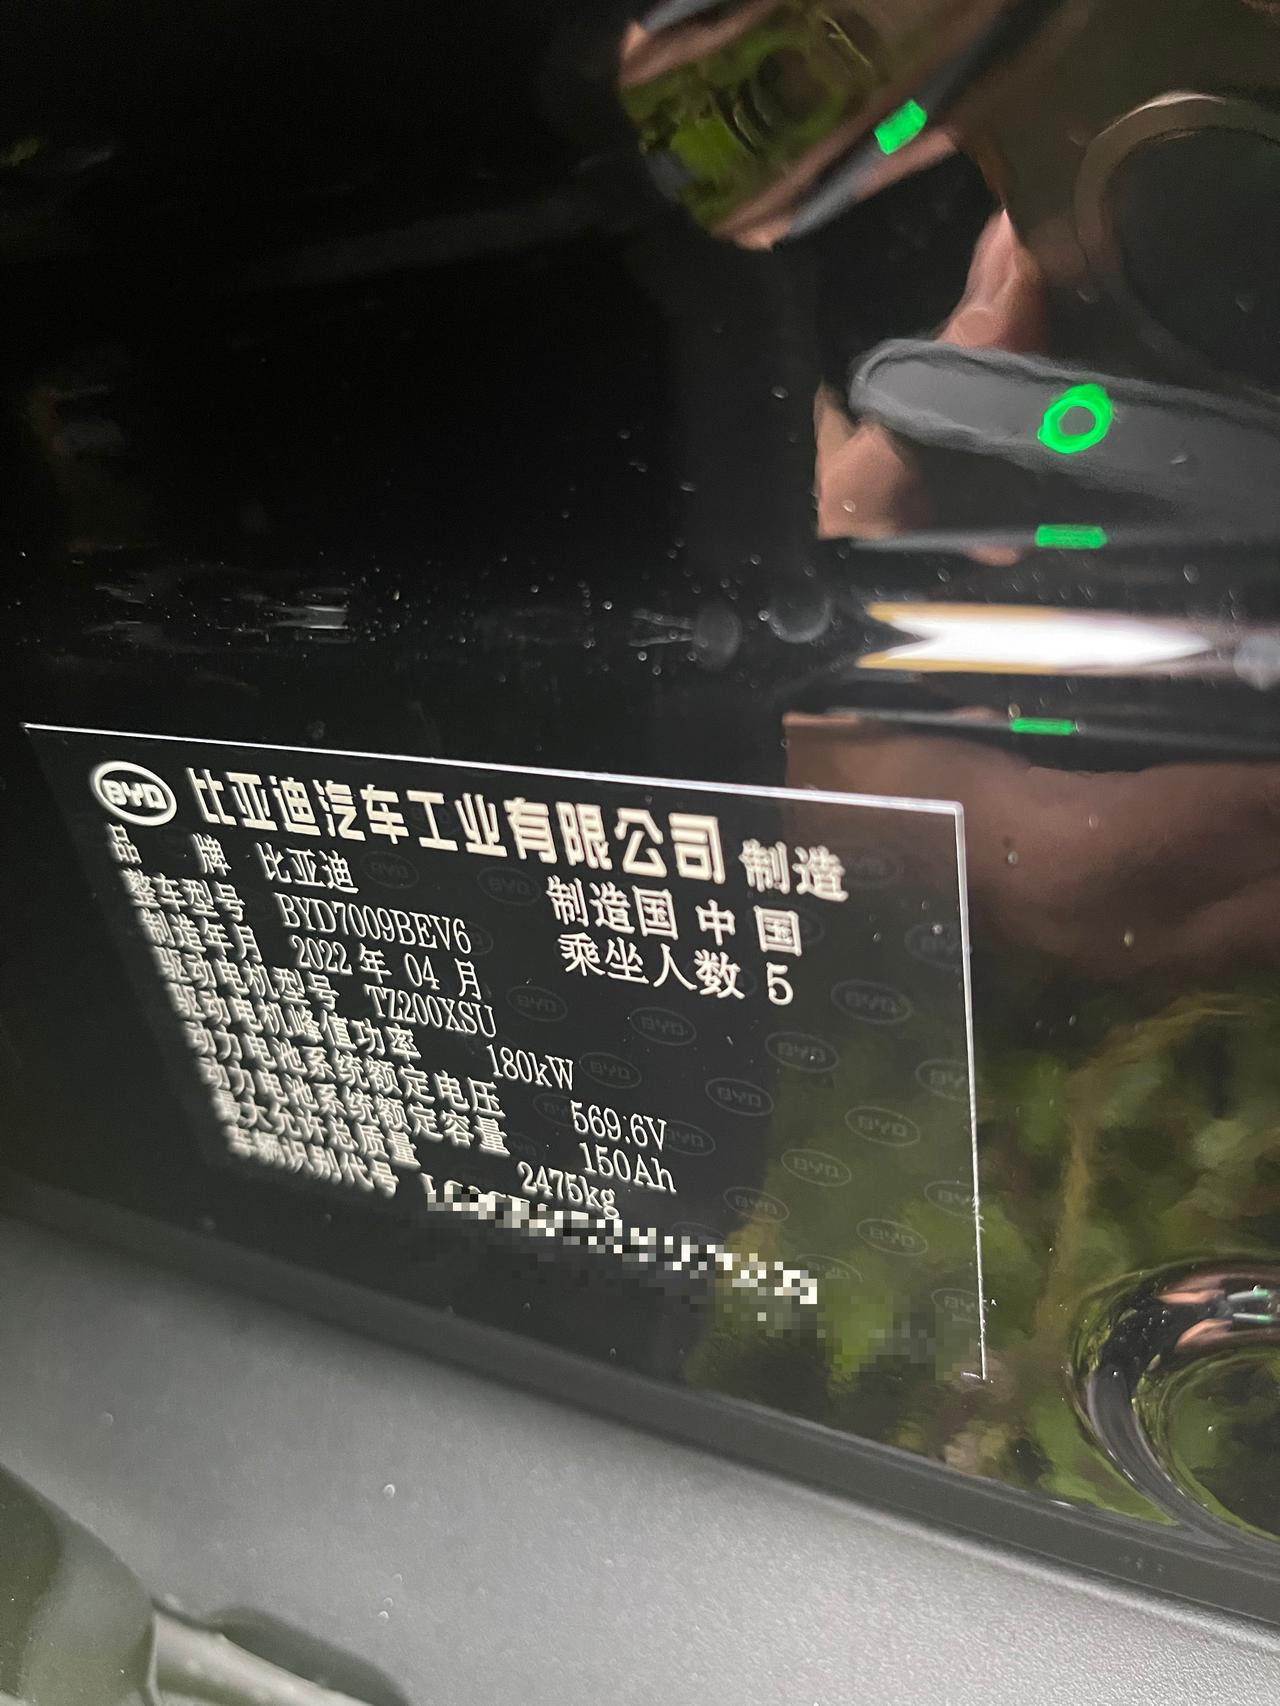 BYD 比亚迪汽车工业有限公司 制造
品 牌 比亚迪 制造国 中国
整车型号 BYD7009BEV6 乘坐人数 5
制造年月 2022 年 04 月
驱动电机型号 TZ200XSU
驱动电机峰值功率 180kW
动力电池系统额定电压 569.6V
动力电池系统额定容量 150Ah
最大允许总质量 2475kg
车辆识别代号